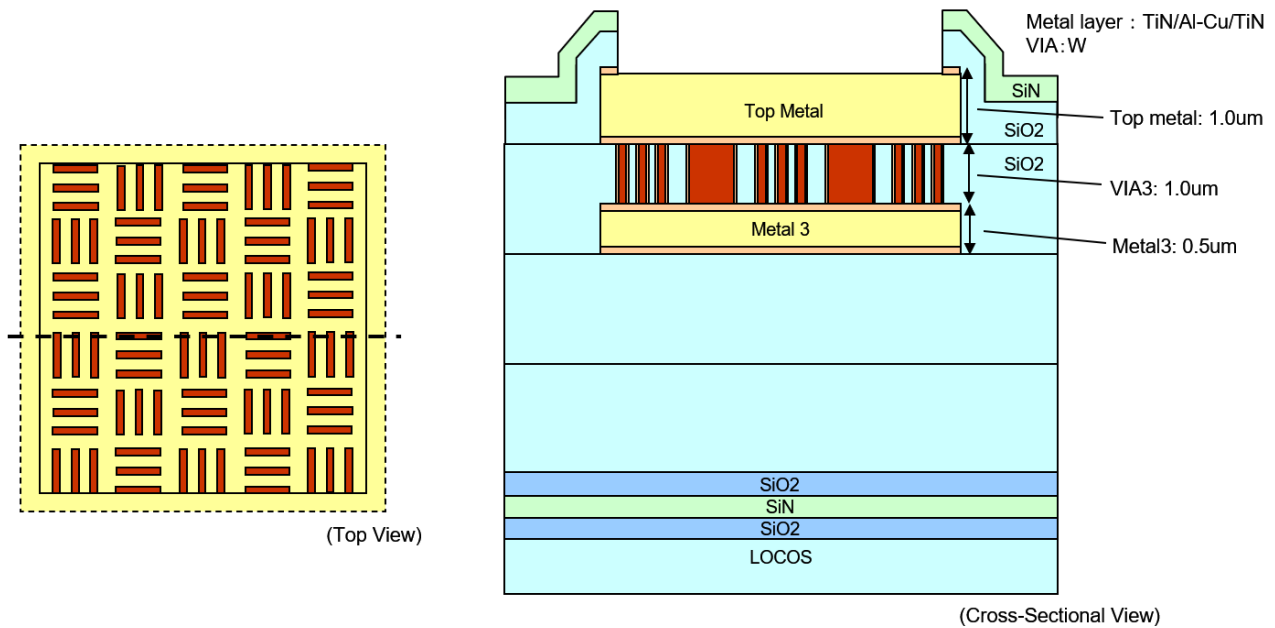 Metal layer : TiN/Al-Cu/TiN
VIA:W
SiN
Top Metal
Top metal: 1.0um
SiO2
SiO2
VIA3: 1.0um
Metal 3
Metal3: 0.5um
SiO2
SiN
SiO2
LOCOS
(Top View)
(Cross-Sectional View)